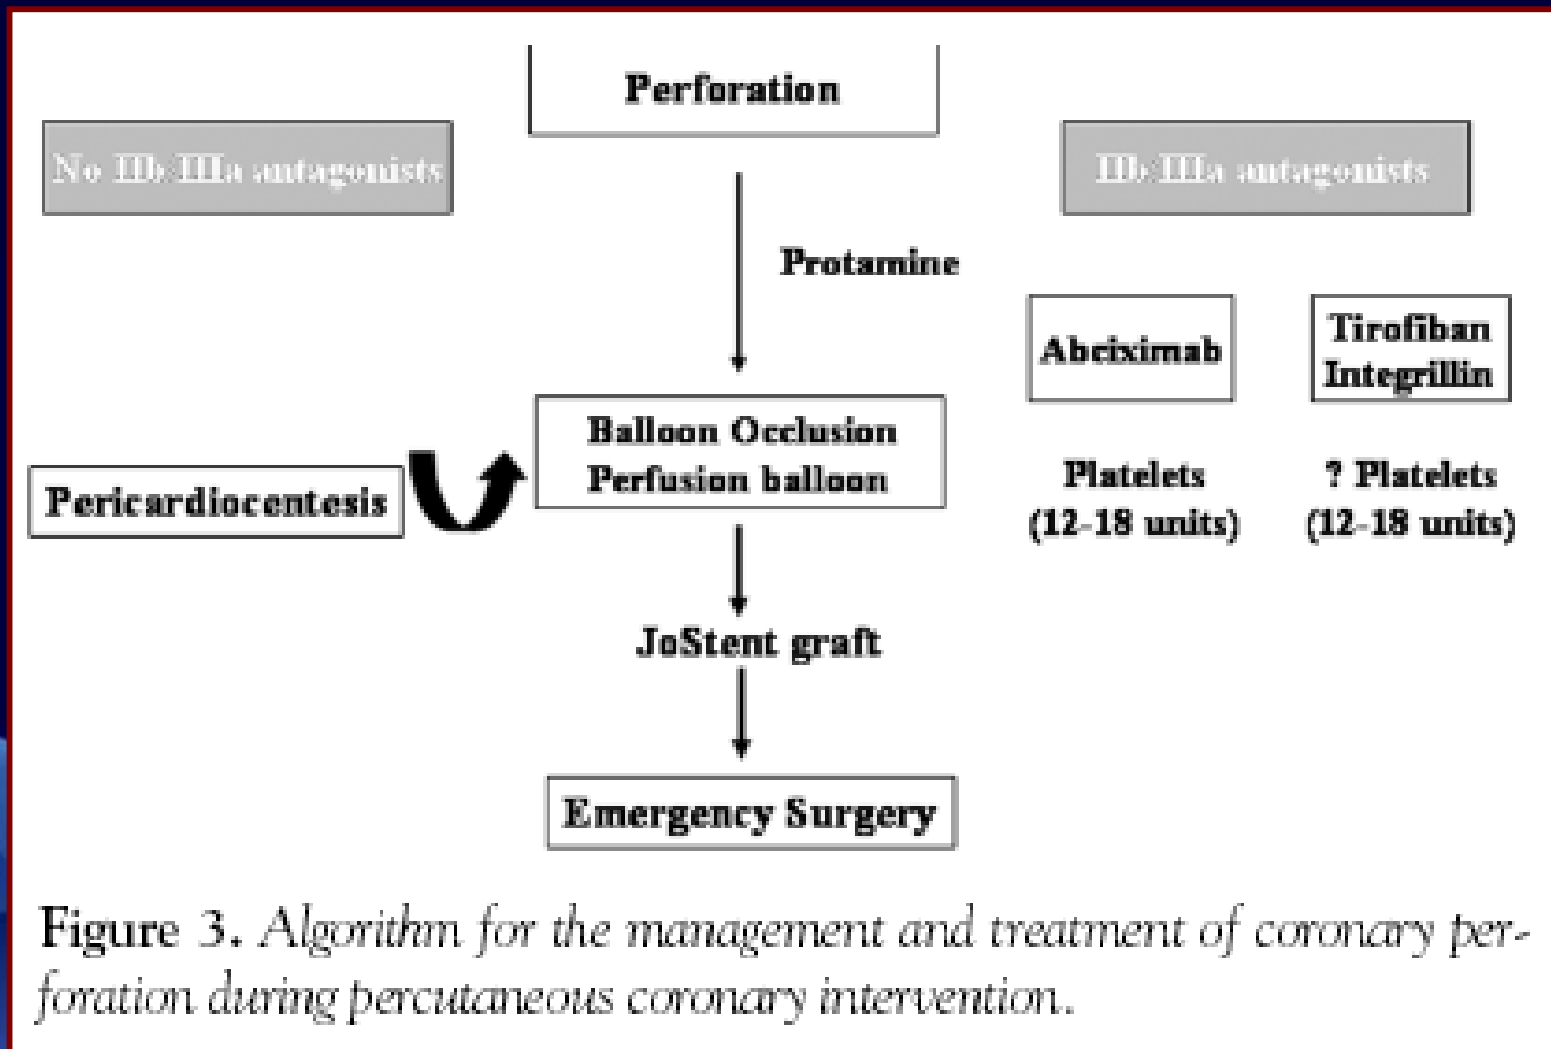 Perforation
No IIb/IIIa antagonists
IIb/IIIa antagonists
Protamine
Abciximab
Tirofiban
Integrillin
Balloon Occlusion
Perfusion balloon
Pericardiocentesis
Platelets
(12-18 units)
? Platelets
(12-18 units)
JoStent graft
Emergency Surgery
Figure 3. Algorithm for the management and treatment of coronary per-
foration during percutaneous coronary intervention..